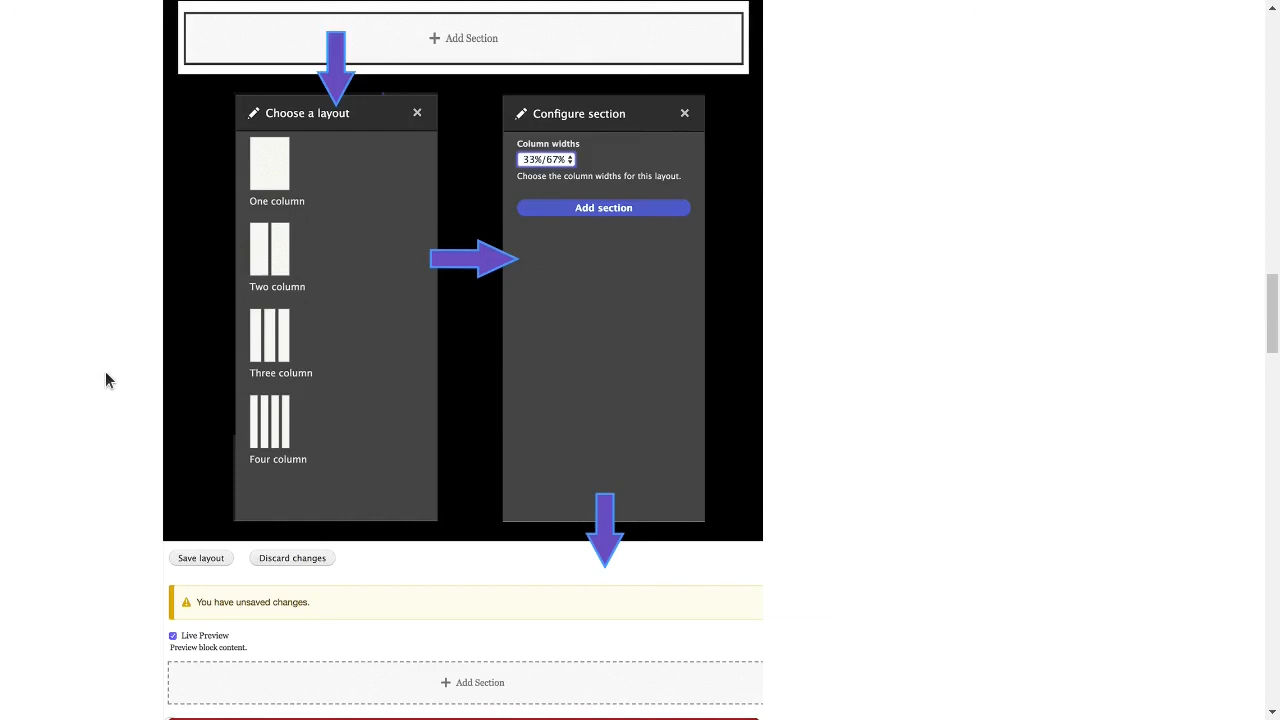 Add Section
Choose a layout
Configure section
Column widths
33%/67%
Choose the column widths for this layout.
One column
Add section
Two column
Three column
Four column
Save layout
Discard changes
You have unsaved changes.
Live Preview
Preview block content.
Add Section